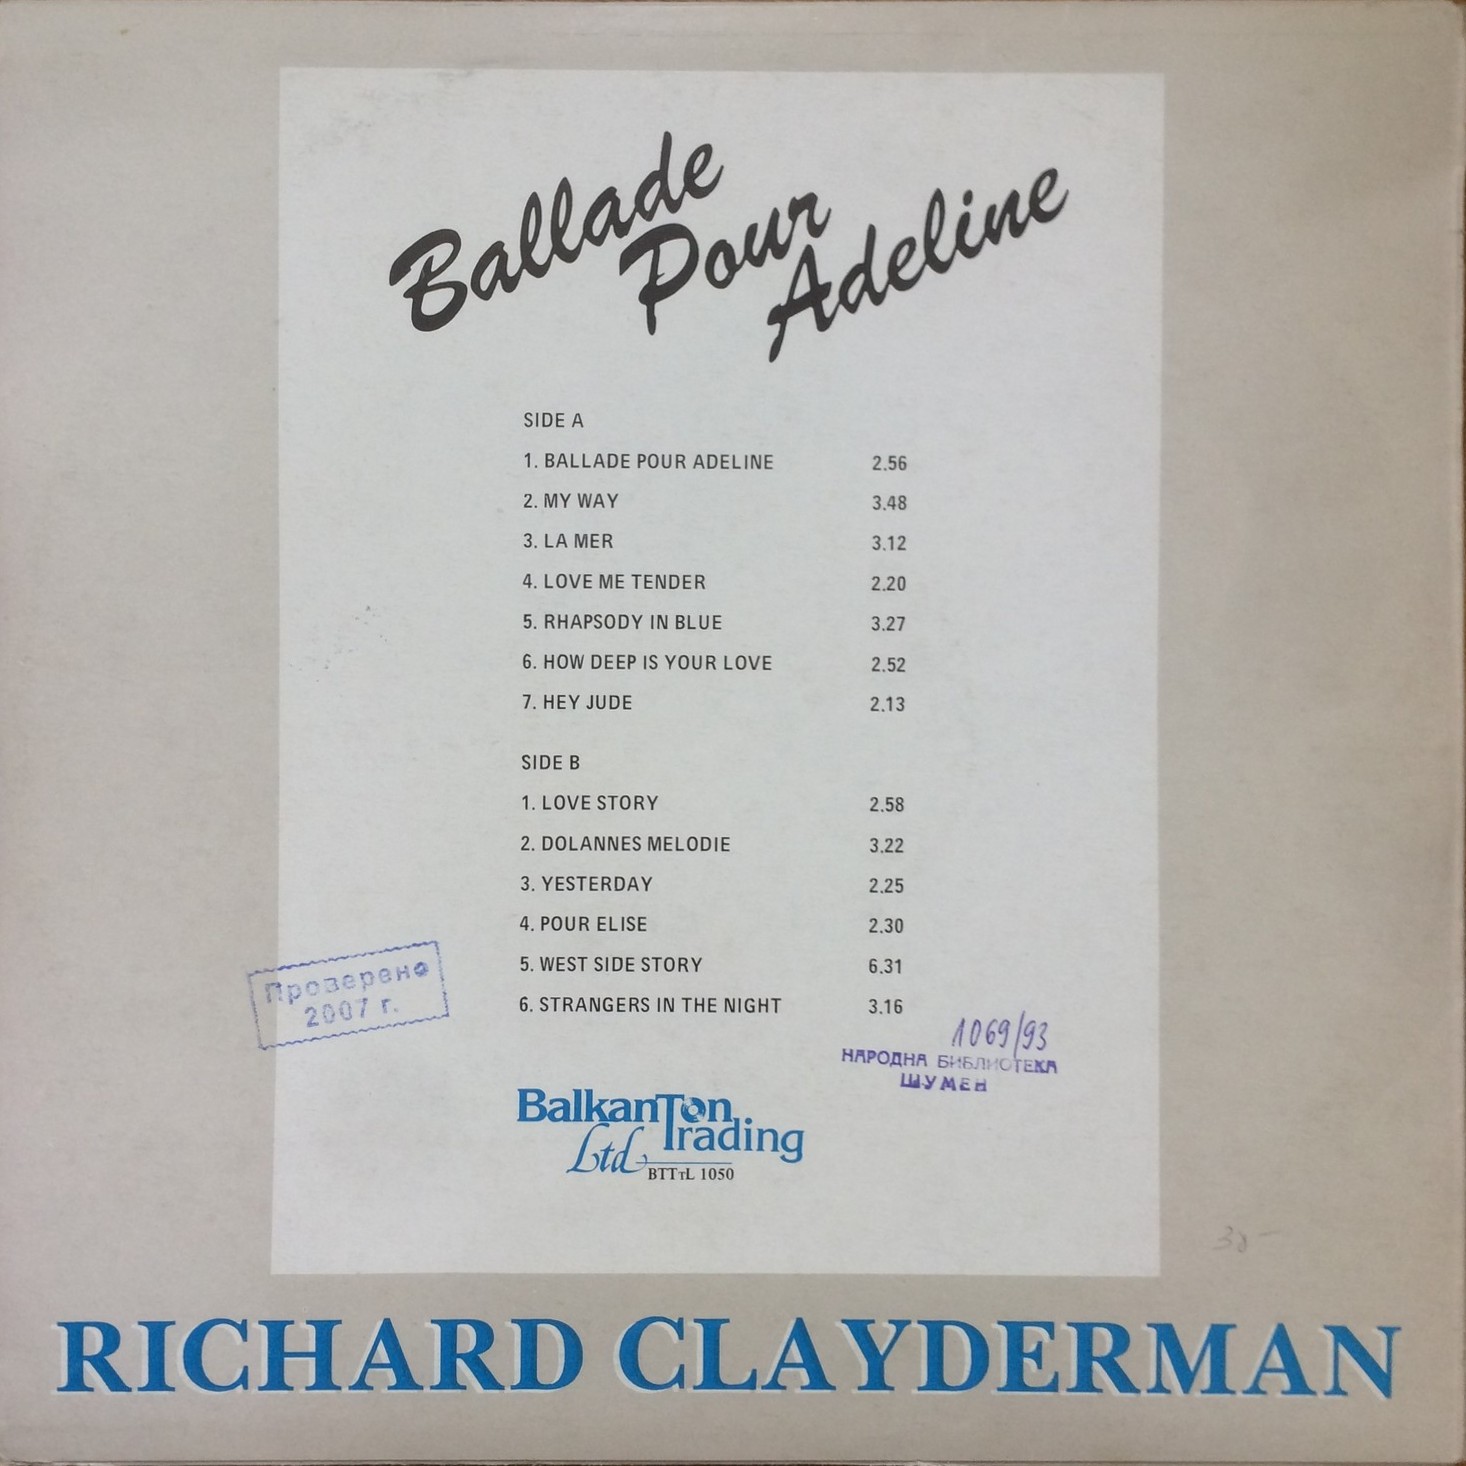 Ballade
Pour
Adeline
SIDE A
1. BALLADE POUR ADELINE 2.56
2. MY WAY 3.48
3. LA MER 3.12
4. LOVE ME TENDER 2.20
5. RHAPSODY IN BLUE 3.27
6. HOW DEEP IS YOUR LOVE 2.52
7. HEY JUDE 2.13
SIDE B
1. LOVE STORY 2.58
2. DOLANNES MELODIE 3.22
3. YESTERDAY 2.25
4. POUR ELISE 2.30
5. WEST SIDE STORY 6.31
6. STRANGERS IN THE NIGHT 3.16
Проверено
2007 г.
1069/93
НАРОДНА БИБЛИОТЕКА
ШУМЕН
BalkanTon
Trading
Ltd
BTTTL 1050
RICHARD CLAYDERMAN